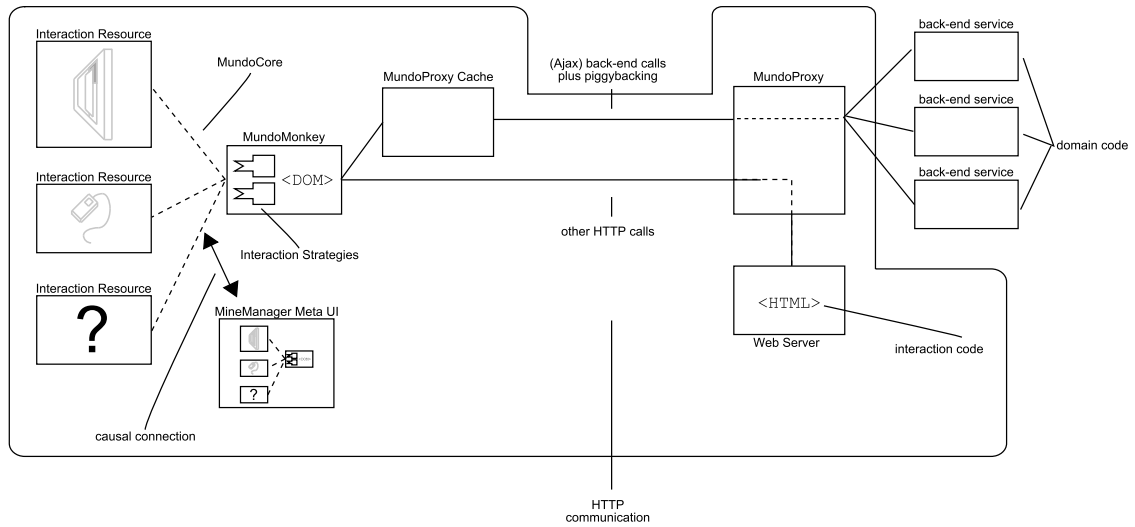 Interaction Resource
MundoCore
(Ajax) back-end calls
plus piggybacking
back-end service
MundoProxy Cache
MundoProxy
back-end service
MundoMonkey
<DOM>
domain code
Interaction Resource
back-end service
other HTTP calls
Interaction Strategies
Interaction Resource
?
MineManager Meta UI
?
<HTML>
Web Server
interaction code
causal connection
HTTP
communication